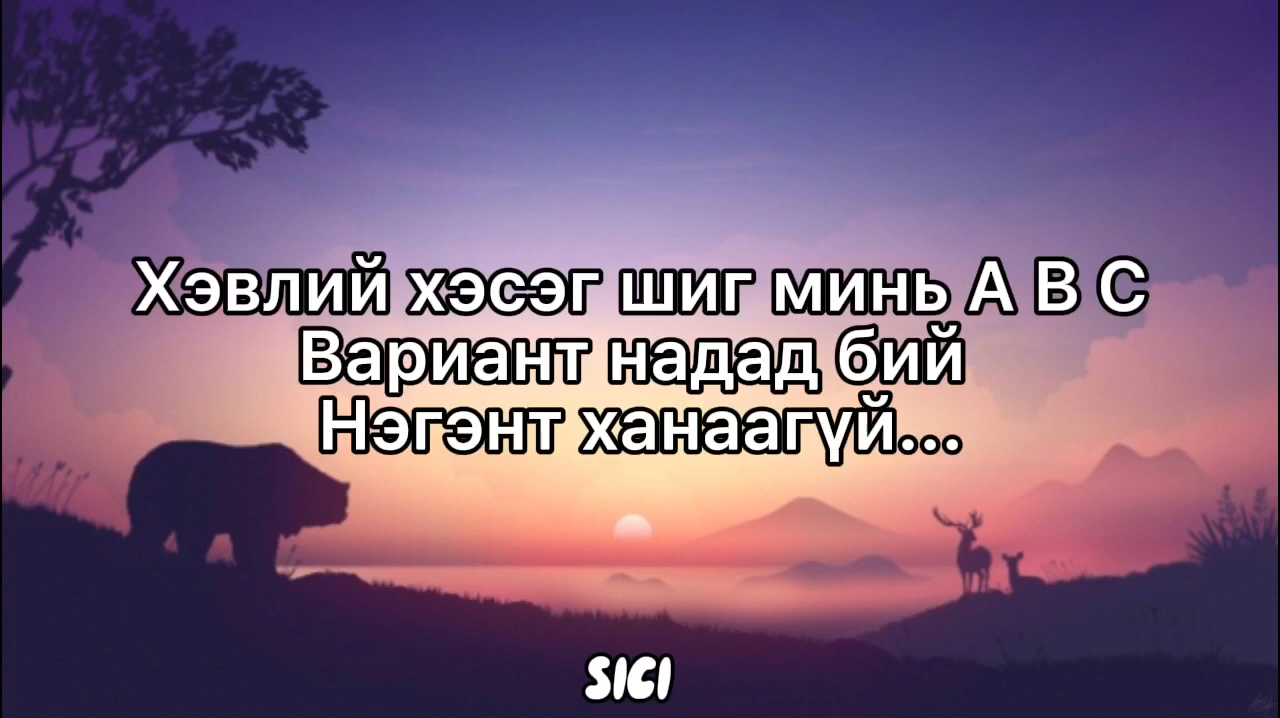 Хэвлий хэсэг шиг минь A B C
Вариант надад бий
Нэгэнт ханаагүй...
SICI